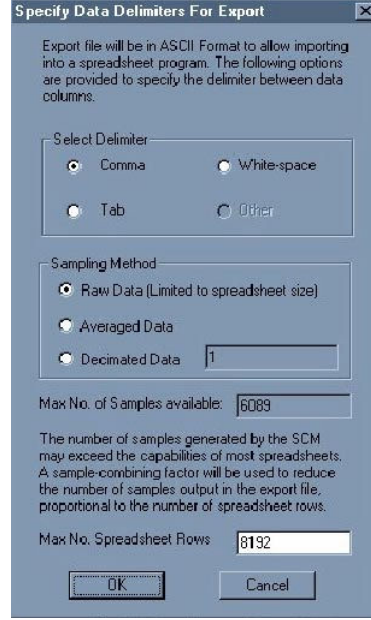 Specify Data Delimiters For Export
Export file will be in ASCII Format to allow importing
into a spreadsheet program. The following options
are provided to specify the delimiter between data
columns.
Select Delimiter
Comma
White-space
Tab
Other
Sampling Method
Raw Data (Limited to spreadsheet size)
Averaged Data
Decimated Data
1
Max No. of Samples available:
6089
The number of samples generated by the SCM
may exceed the capabilities of most spreadsheets.
A sample-combining factor will be used to reduce
the number of samples output in the export file,
proportional to the number of spreadsheet rows.
Max No. Spreadsheet Rows
8192
OK
Cancel